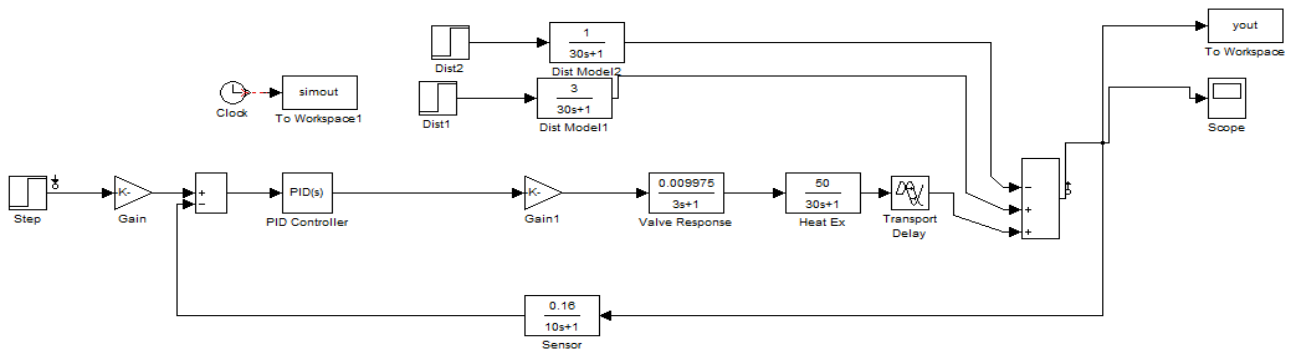 yout
To Workspace
1
30s+1
Dist Model2
Dist2
simout
To Workspace1
Clock
3
30s+1
Dist Model1
Dist1
Scope
Step
K-
Gain
+
−
PID(s)
PID Controller
K-
Gain1
0.009975
3s+1
Valve Response
50
30s+1
Heat Ex
Transport
Delay
−
+
+
0.16
10s+1
Sensor